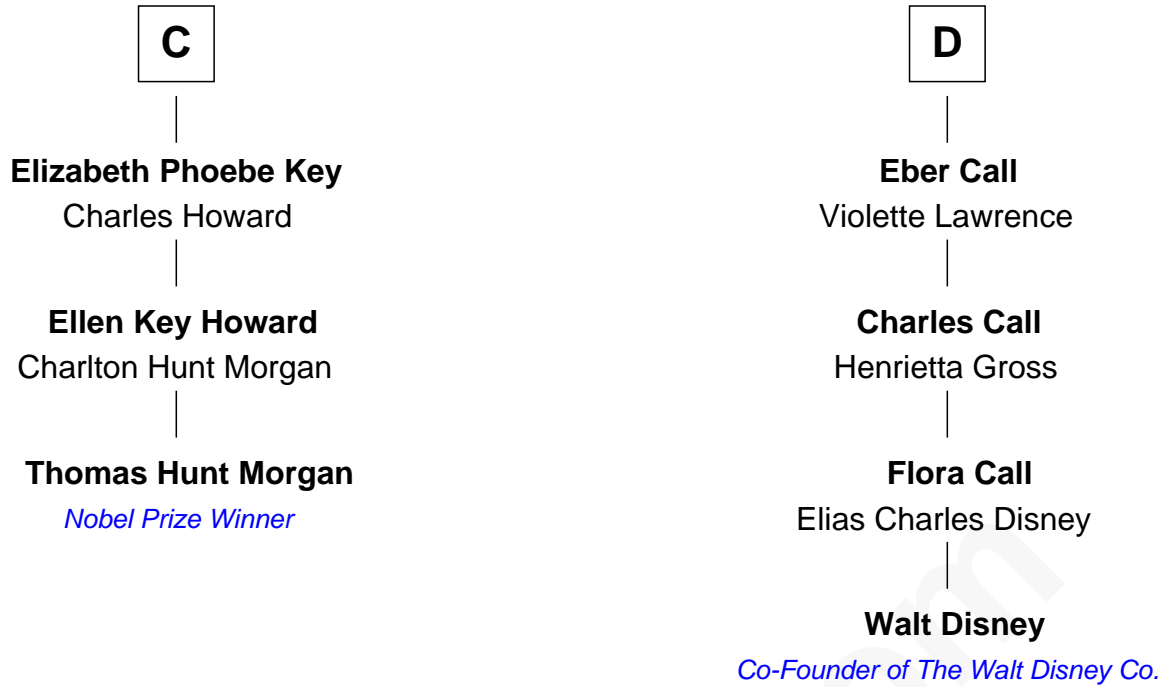 C
Elizabeth Phoebe Key
Charles Howard
Ellen Key Howard
Charlton Hunt Morgan
Thomas Hunt Morgan
Nobel Prize Winner
D
Eber Call
Violette Lawrence
Charles Call
Henrietta Gross
Flora Call
Elias Charles Disney
Walt Disney
Co-Founder of The Walt Disney Co.